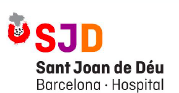 SJD
Sant Joan de Déu
Barcelona · Hospital